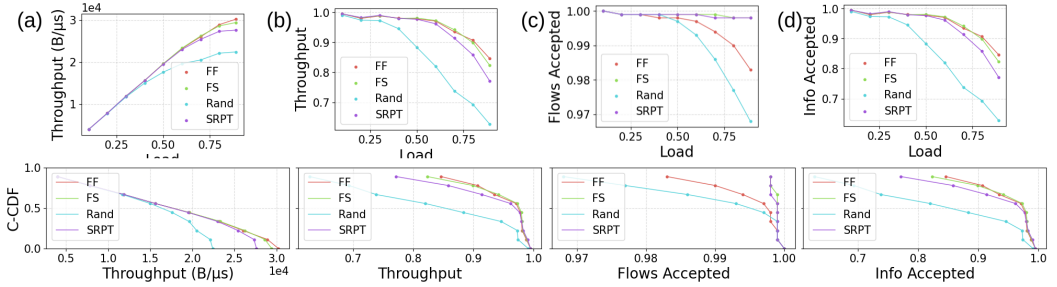 (a)
1e4
Throughput (B/μs)
3
2
1
FF
FS
Rand
SRPT
0.25 0.50 0.75
Load
(b)
Throughput
1.0
0.9
0.8
0.7
FF
FS
Rand
SRPT
0.25 0.50 0.75
Load
(c)
Flows Accepted
1.00
0.99
0.98
0.97
FF
FS
Rand
SRPT
0.25 0.50 0.75
Load
(d)
Info Accepted
1.0
0.9
0.8
0.7
FF
FS
Rand
SRPT
0.25 0.50 0.75
Load
C-CDF
1.0
0.5
0.0
FF
FS
Rand
SRPT
0.5 1.0 1.5 2.0 2.5 3.0
Throughput (B/μs)
1e4
FF
FS
Rand
SRPT
0.7 0.8 0.9 1.0
Throughput
FF
FS
Rand
SRPT
0.97 0.98 0.99 1.00
Flows Accepted
FF
FS
Rand
SRPT
0.7 0.8 0.9 1.0
Info Accepted